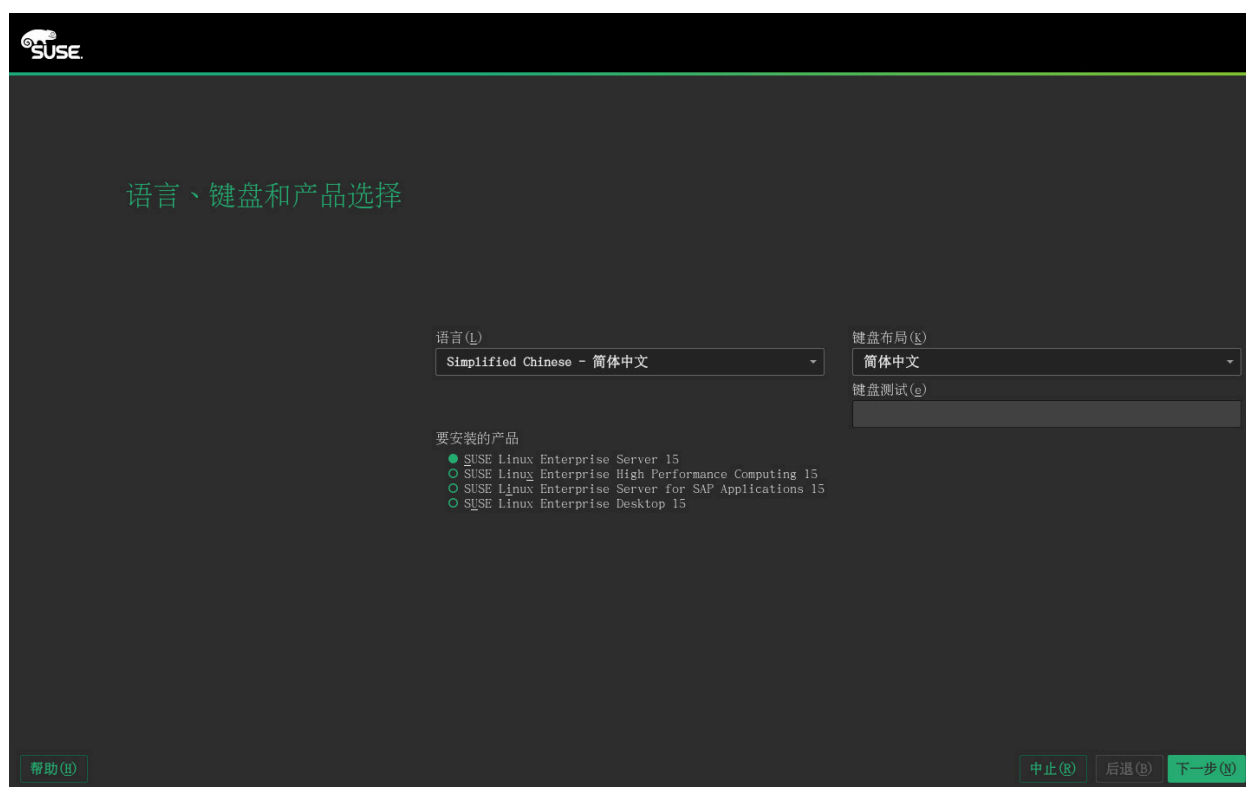 SUSE.
语言、键盘和产品选择
语言(L)
Simplified Chinese - 简体中文
键盘布局(K)
简体中文
键盘测试(e)
要安装的产品
SUSE Linux Enterprise Server 15
SUSE Linux Enterprise High Performance Computing 15
SUSE Linux Enterprise Server for SAP Applications 15
SUSE Linux Enterprise Desktop 15
帮助(H)
中止(R)
后退(B)
下一步(N)